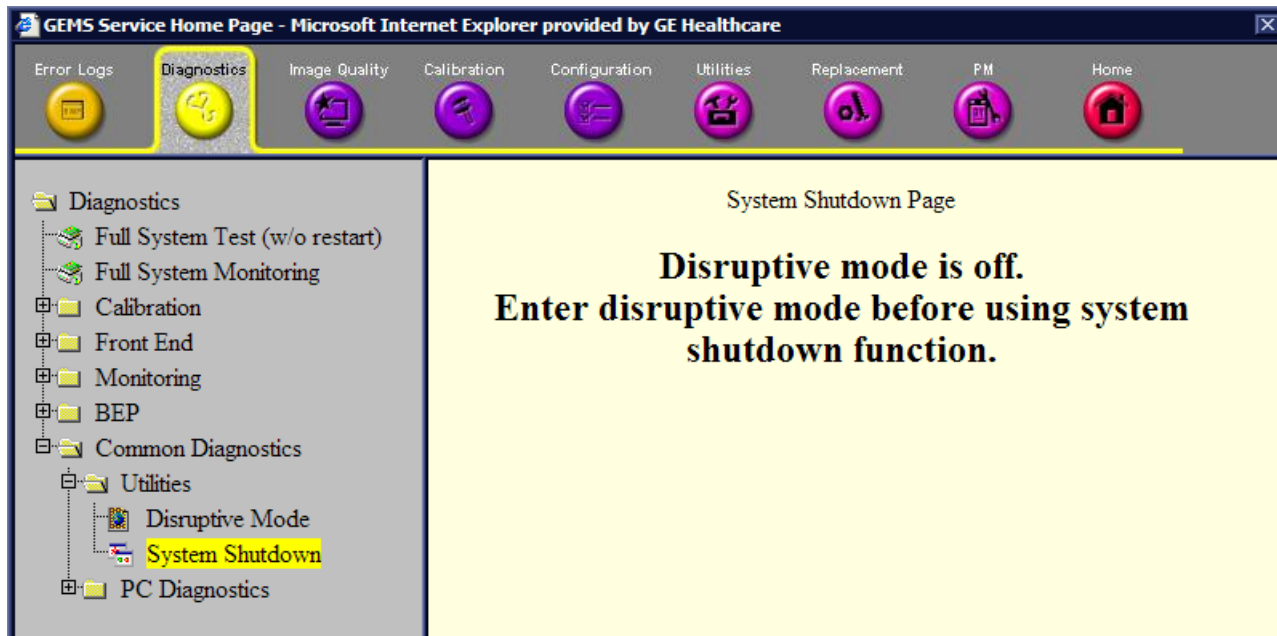 GEMS Service Home Page - Microsoft Internet Explorer provided by GE Healthcare
Error Logs
Diagnostics
Image Quality
Calibration
Configuration
Utilities
Replacement
PM
Home
Diagnostics
Full System Test (w/o restart)
Full System Monitoring
Calibration
Front End
Monitoring
BEP
Common Diagnostics
Utilities
Disruptive Mode
System Shutdown
PC Diagnostics
System Shutdown Page
Disruptive mode is off.
Enter disruptive mode before using system
shutdown function.